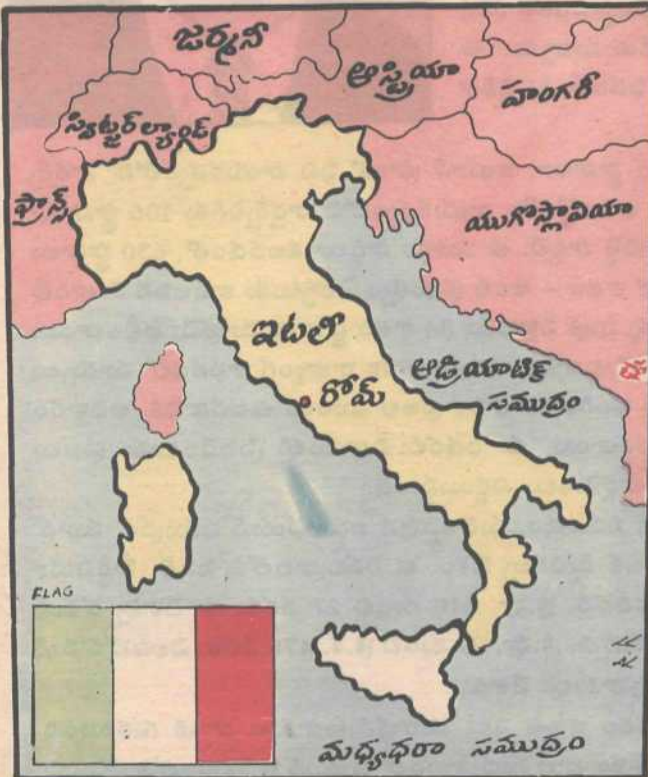 జర్మనీ
ఆస్ట్రియా
హంగరీ
స్విట్జర్లాండ్
ఫ్రాన్స్
యుగోస్లావియా
ఇటలీ
ఆడ్రియాటిక్
సముద్రం
రోమ్
FLAG
మధ్యధరా సముద్రం